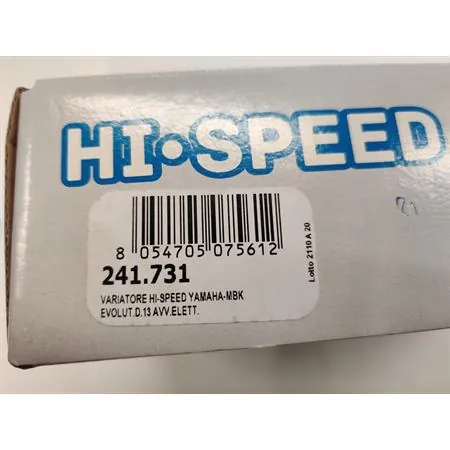 HI•SPEED
8 054705 075612
241.731
VARIATORE HI-SPEED YAMAHA-MBK
EVOLUT.D.13 AVV.ELETT.
Lotto 2110 A 20